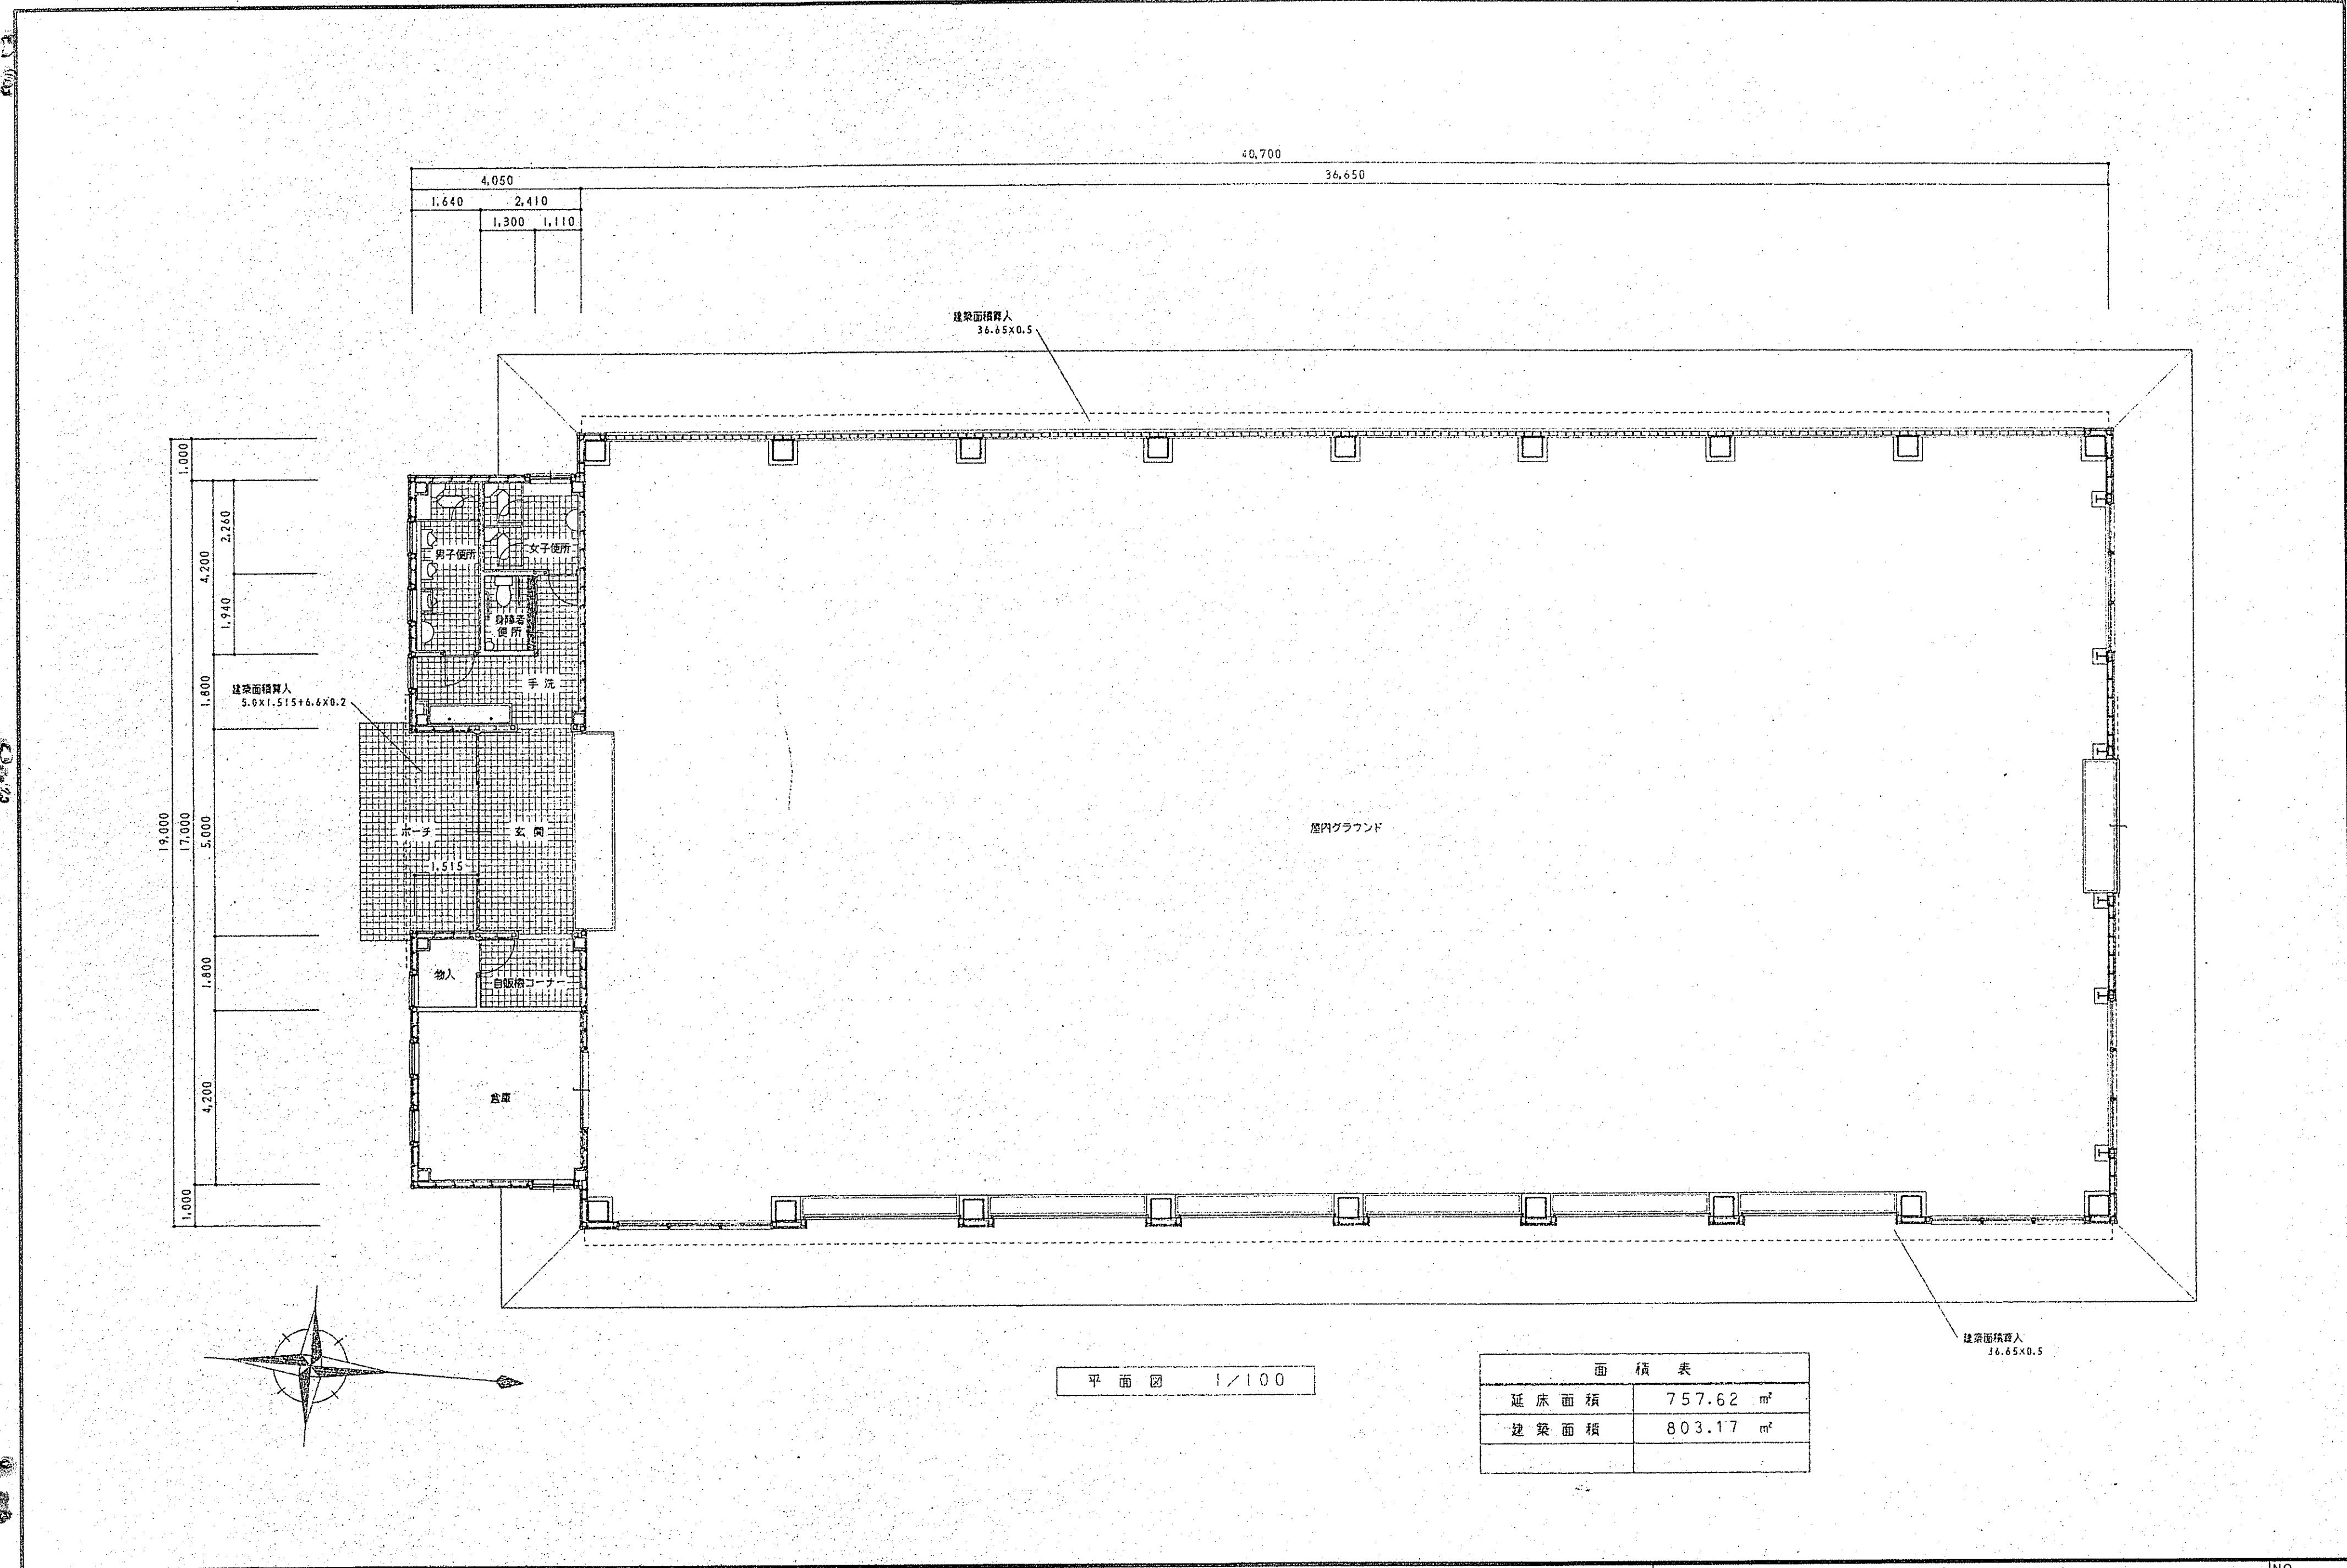 40,700
4,050
36,650
1,640
2,410
1,300
1,110
建築面積算入
36.65×0.5
1,000
2,260
4,200
1,940
1,800
19,000
17,000
5,000
1,800
4,200
1,000
男子便所
女子便所
身障者
便所
手洗
建築面積算入
5.0×1.515+6.6×0.2
ポーチ
玄関
1,515
屋内グラウンド
物入
自販機コーナー
倉庫
建築面積算入
36.65×0.5
平面図 1/100
面積表
延床面積 757.62 ㎡
建築面積 803.17 ㎡